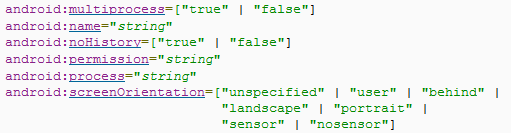 android:multiprocess=["true" | "false"]
android:name="string"
android:noHistory=["true" | "false"]
android:permission="string"
android:process="string"
android:screenOrientation=["unspecified" | "user" | "behind" |
"landscape" | "portrait" |
"sensor" | "nosensor"]